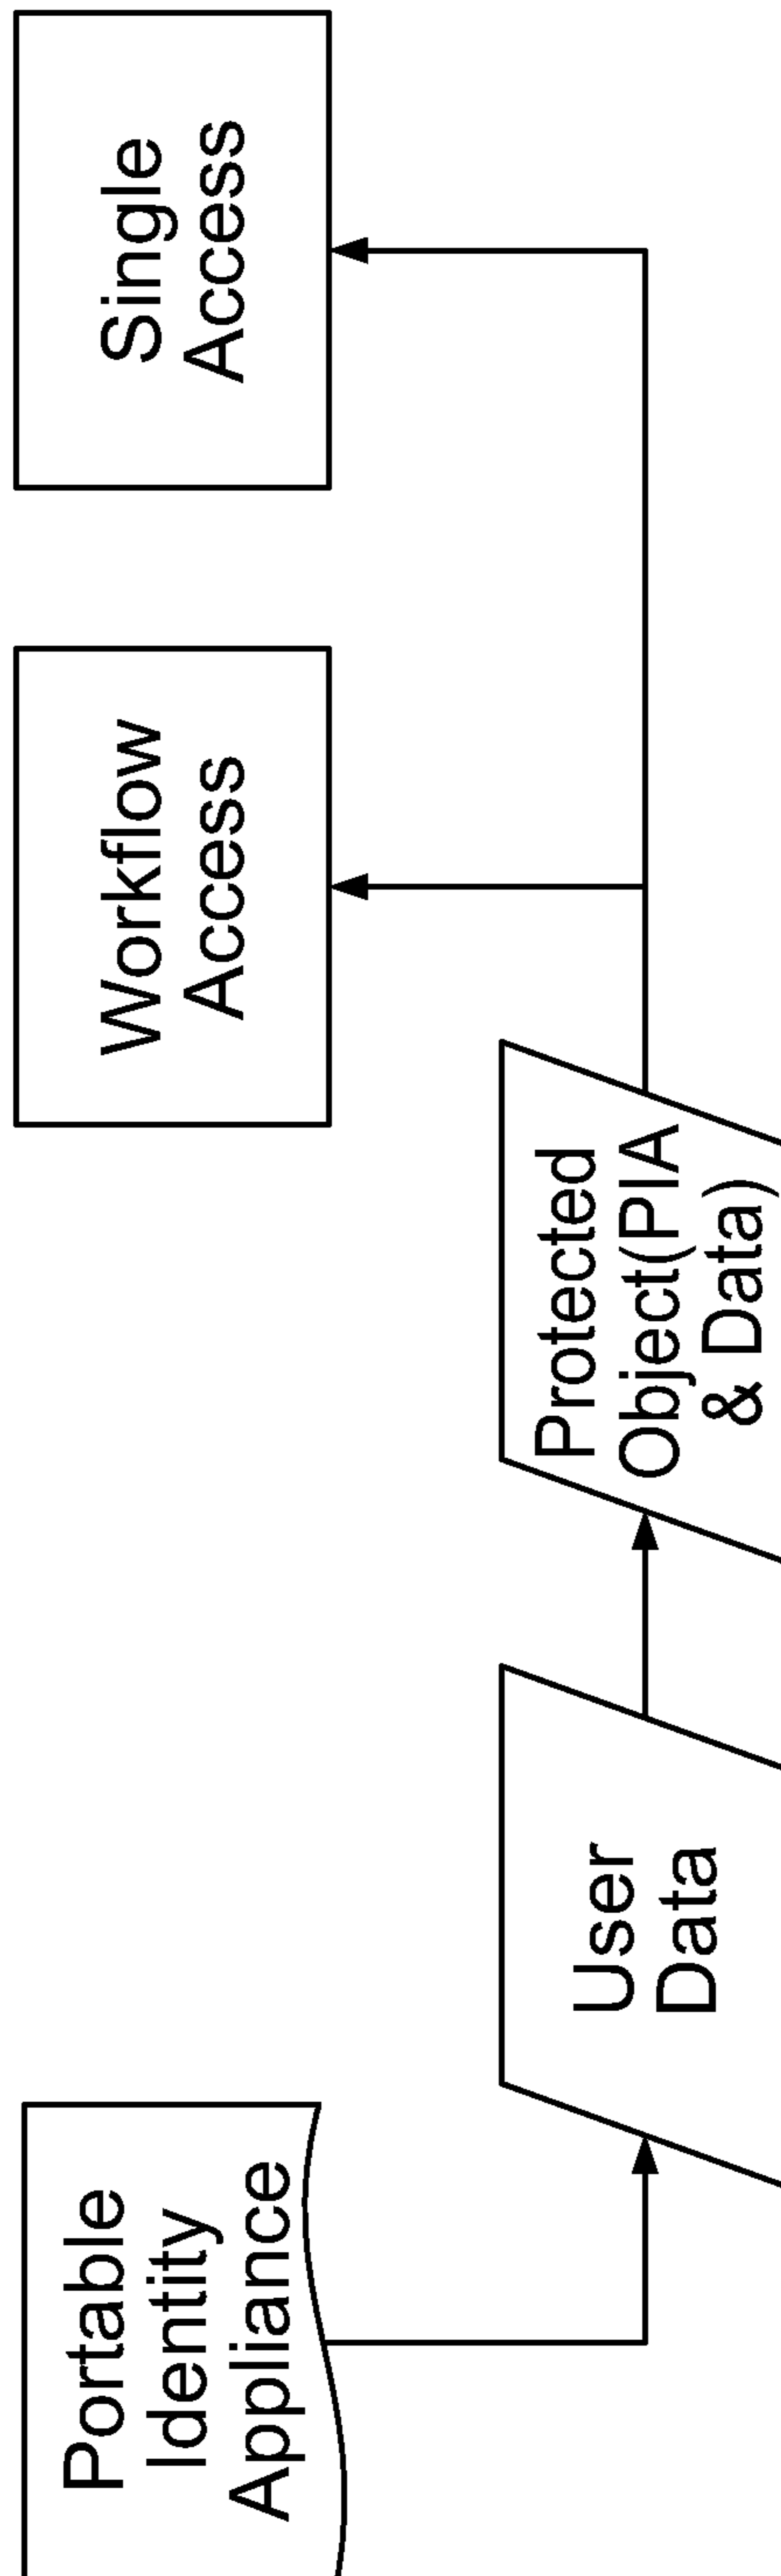 Portable
Identity
Appliance
User
Data
Protected
Object(PIA
& Data)
Workflow
Access
Single
Access